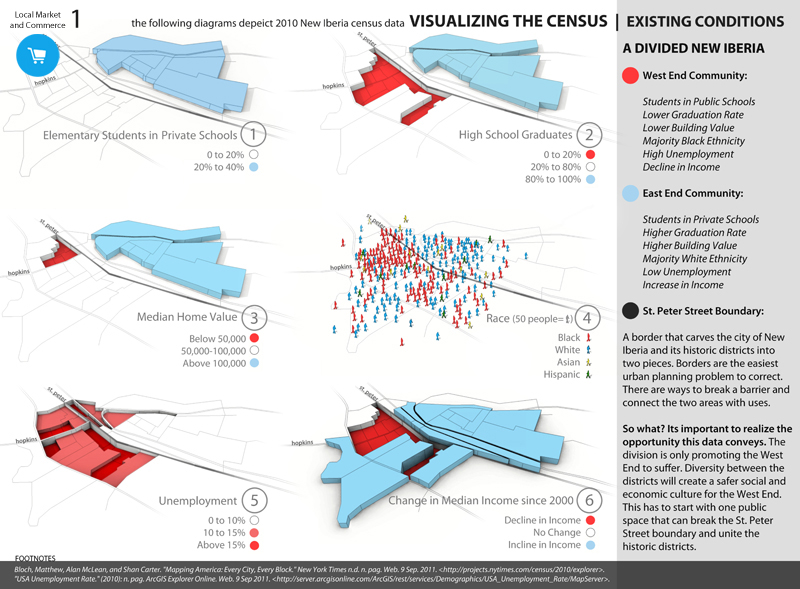 Local Market
and Commerce
1
the following diagrams depeict 2010 New Iberia census data VISUALIZING THE CENSUS | EXISTING CONDITIONS
st. peter
hopkins
Elementary Students in Private Schools 1
0 to 20%
20% to 40%
st. peter
hopkins
High School Graduates 2
0 to 20%
20% to 80%
80% to 100%
st. peter
hopkins
Median Home Value 3
Below 50,000
50,000-100,000
Above 100,000
st. peter
hopkins
Race (50 people= ) 4
Black
White
Asian
Hispanic
st. peter
hopkins
Unemployment 5
0 to 10%
10 to 15%
Above 15%
st. peter
hopkins
Change in Median Income since 2000 6
Decline in Income
No Change
Incline in Income
A DIVIDED NEW IBERIA
West End Community:
Students in Public Schools
Lower Graduation Rate
Lower Building Value
Majority Black Ethnicity
High Unemployment
Decline in Income
East End Community:
Students in Private Schools
Higher Graduation Rate
Higher Building Value
Majority White Ethnicity
Low Unemployment
Increase in Income
St. Peter Street Boundary:
A border that carves the city of New
Iberia and its historic districts into
two pieces. Borders are the easiest
urban planning problem to correct.
There are ways to break a barrier and
connect the two areas with uses.
So what? Its important to realize the
opportunity this data conveys. The
division is only promoting the West
End to suffer. Diversity between the
districts will create a safer social and
economic culture for the West End.
This has to start with one public
space that can break the St. Peter
Street boundary and unite the
historic districts.
FOOTNOTES
Bloch, Matthew, Alan McLean, and Shan Carter. "Mapping America: Every City, Every Block." New York Times n.d. n. pag. Web. 9 Sep. 2011. <http://projects.nytimes.com/census/2010/explorer>.
"USA Unemployment Rate." (2010): n. pag. ArcGIS Explorer Online. Web. 9 Sep 2011. <http://server.arcgisonline.com/ArcGIS/rest/services/Demographics/USA_Unemployment_Rate/MapServer>.